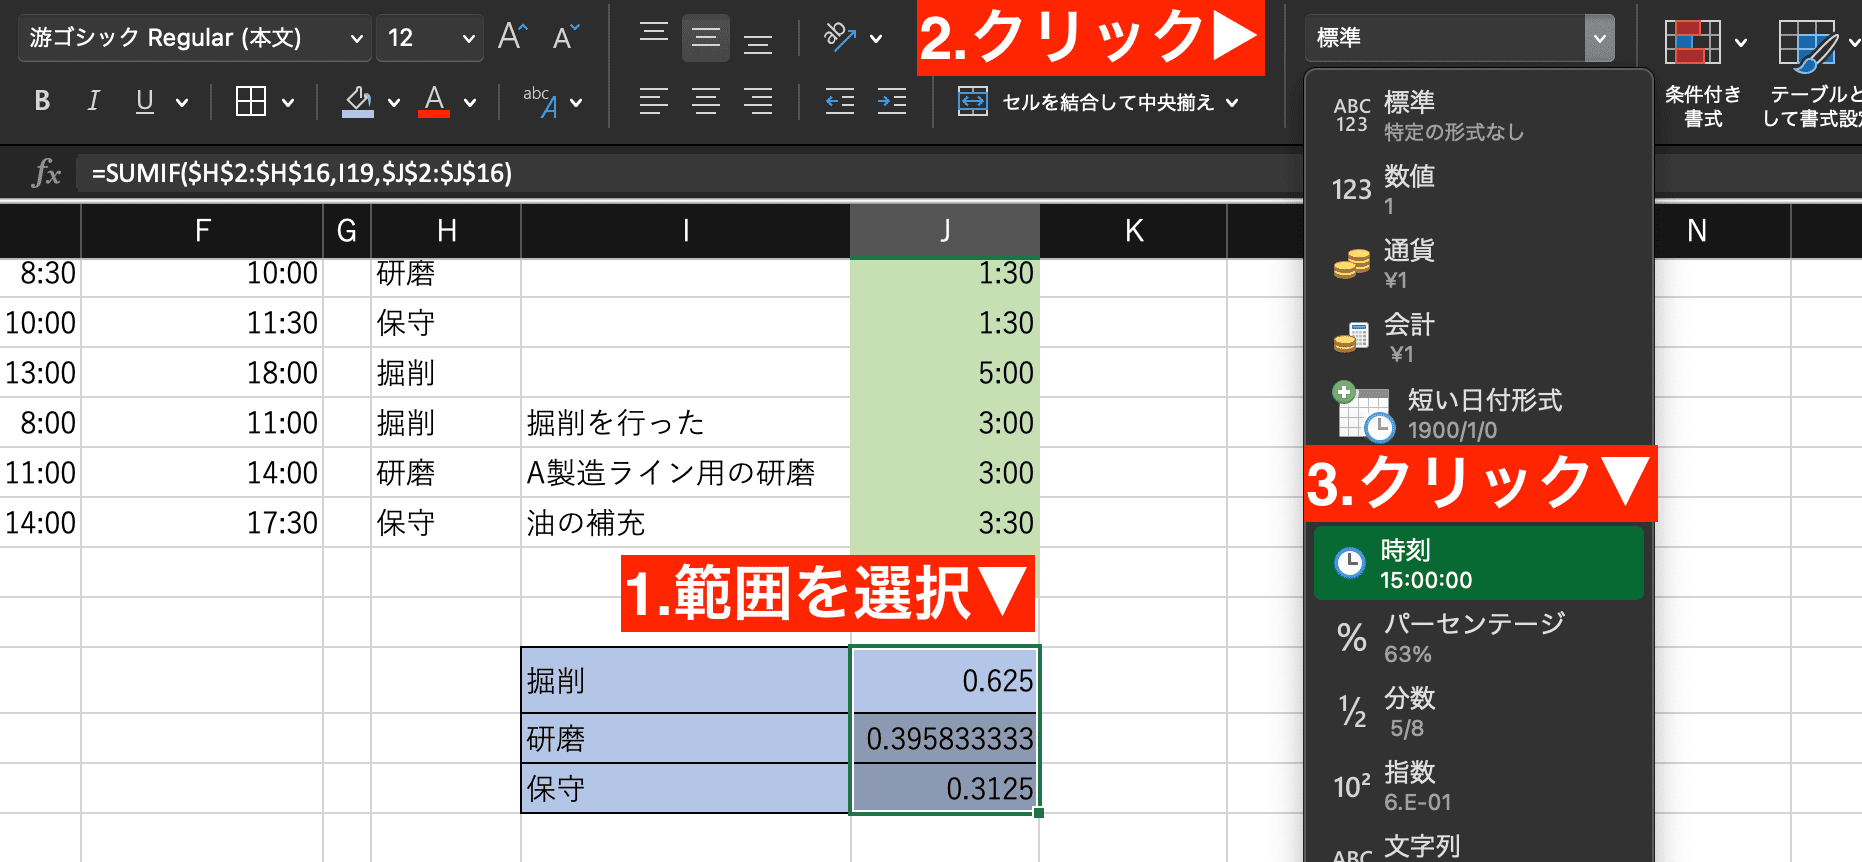 游ゴシック Regular (本文)
12
A^
Aˇ
ab
2.クリック▶
標準
B
I
U
A
abc A
セルを結合して中央揃え
条件付き
書式
テーブルと
して書式設定
fx
=SUMIF($H$2:$H$16,I19,$J$2:$J$16)
F
G
H
I
J
K
N
8:30
10:00
研磨
1:30
10:00
11:30
保守
1:30
13:00
18:00
掘削
5:00
8:00
11:00
掘削
掘削を行った
3:00
11:00
14:00
研磨
A製造ライン用の研磨
3:00
14:00
17:30
保守
油の補充
3:30
1.範囲を選択▼
掘削
0.625
研磨
0.395833333
保守
0.3125
ABC
123
標準
特定の形式なし
123
数値
1
通貨
¥1
会計
¥1
短い日付形式
1900/1/0
3.クリック▼
時刻
15:00:00
%
パーセンテージ
63%
½
分数
5/8
10²
指数
6.E-01
ABC
文字列